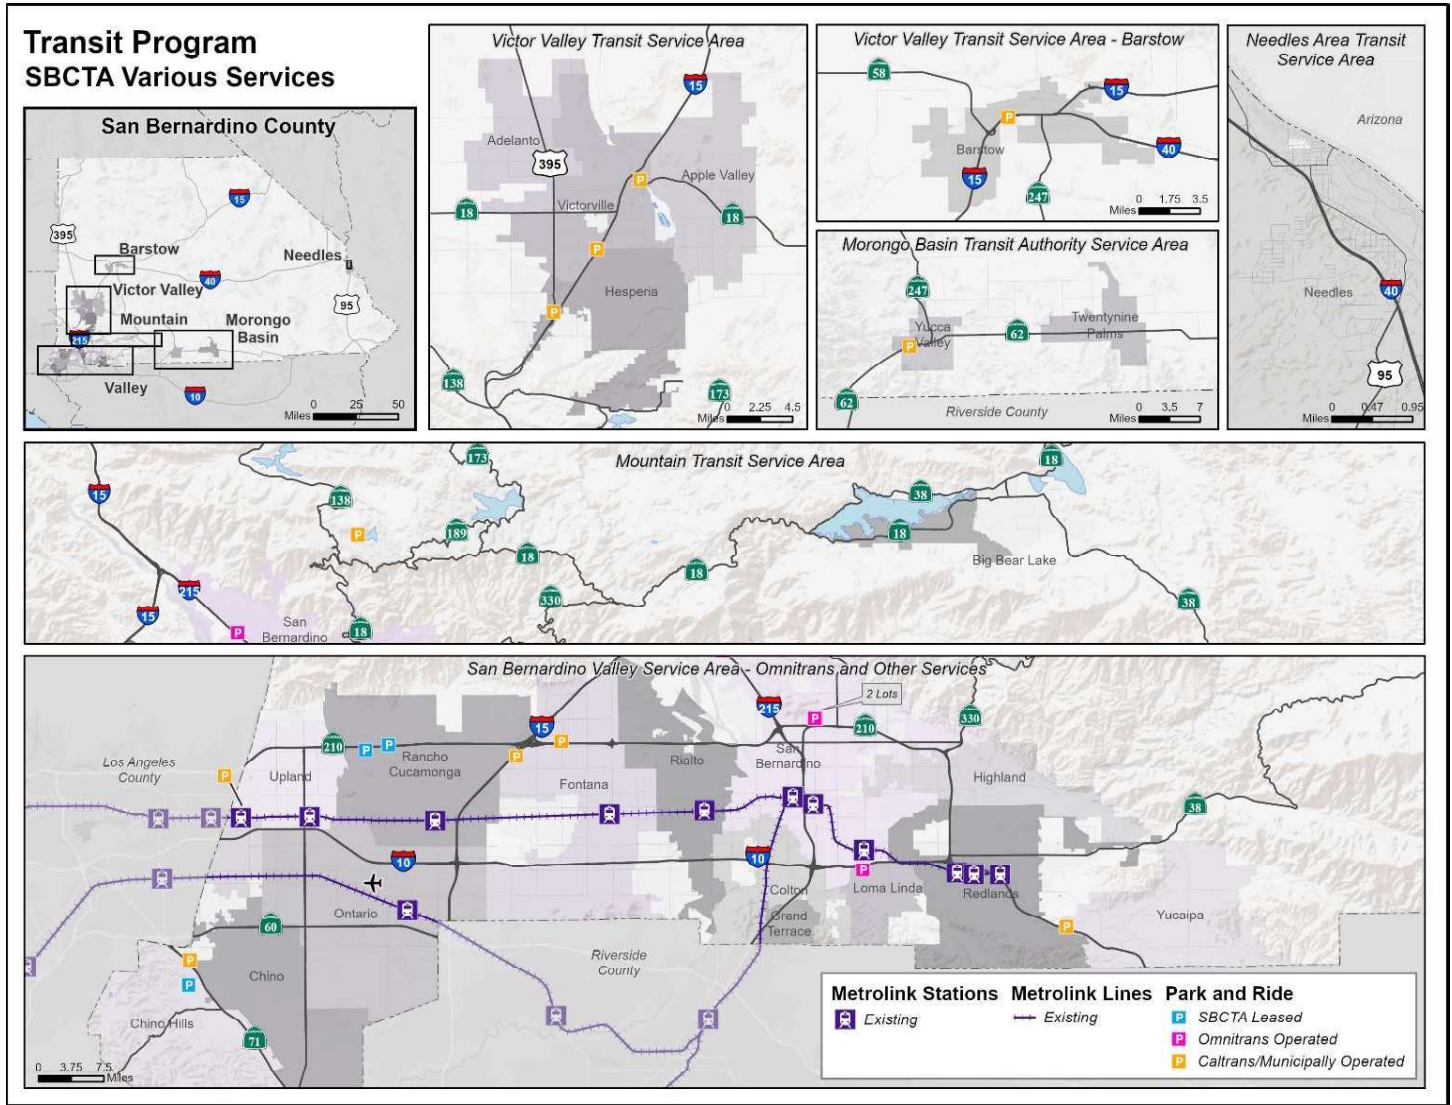 Transit Program
SBCTA Various Services
San Bernardino County
15
395
Barstow
Needles
40
Victor Valley
95
Mountain
Morongo
Basin
215
Valley
10
Miles
0 25 50
Victor Valley Transit Service Area
15
Adelanto
395
Apple Valley
Victorville
18
18
P
P
P
Hesperia
138
173
Miles
0 2.25 4.5
Victor Valley Transit Service Area - Barstow
58
15
P
Barstow
40
15
247
Miles
0 1.75 3.5
Morongo Basin Transit Authority Service Area
247
Yucca
Valley
P
62
Twentynine
Palms
62
Riverside County
Miles
0 3.5 7
Needles Area Transit
Service Area
Arizona
Needles
40
95
Miles
0 0.47 0.95
Mountain Transit Service Area
15
138
173
P
189
18
38
18
18
Big Bear Lake
18
215
15
330
38
San
Bernardino
P
18
San Bernardino Valley Service Area - Omnitrans and Other Services
2 Lots
215
P
330
15
210
210
P
P
P
P
Los Angeles
County
Upland
Rancho
Cucamonga
Fontana
Rialto
San
Bernardino
Highland
P
38
10
10
P
Colton
Loma Linda
Redlands
Ontario
Grand
Terrace
Yucaipa
60
P
Riverside
County
P
P
Chino
Chino Hills
71
0 3.75 7.5
Miles
Metrolink Stations
Existing
Metrolink Lines
Existing
Park and Ride
P SBCTA Leased
P Omnitrans Operated
P Caltrans/Municipally Operated